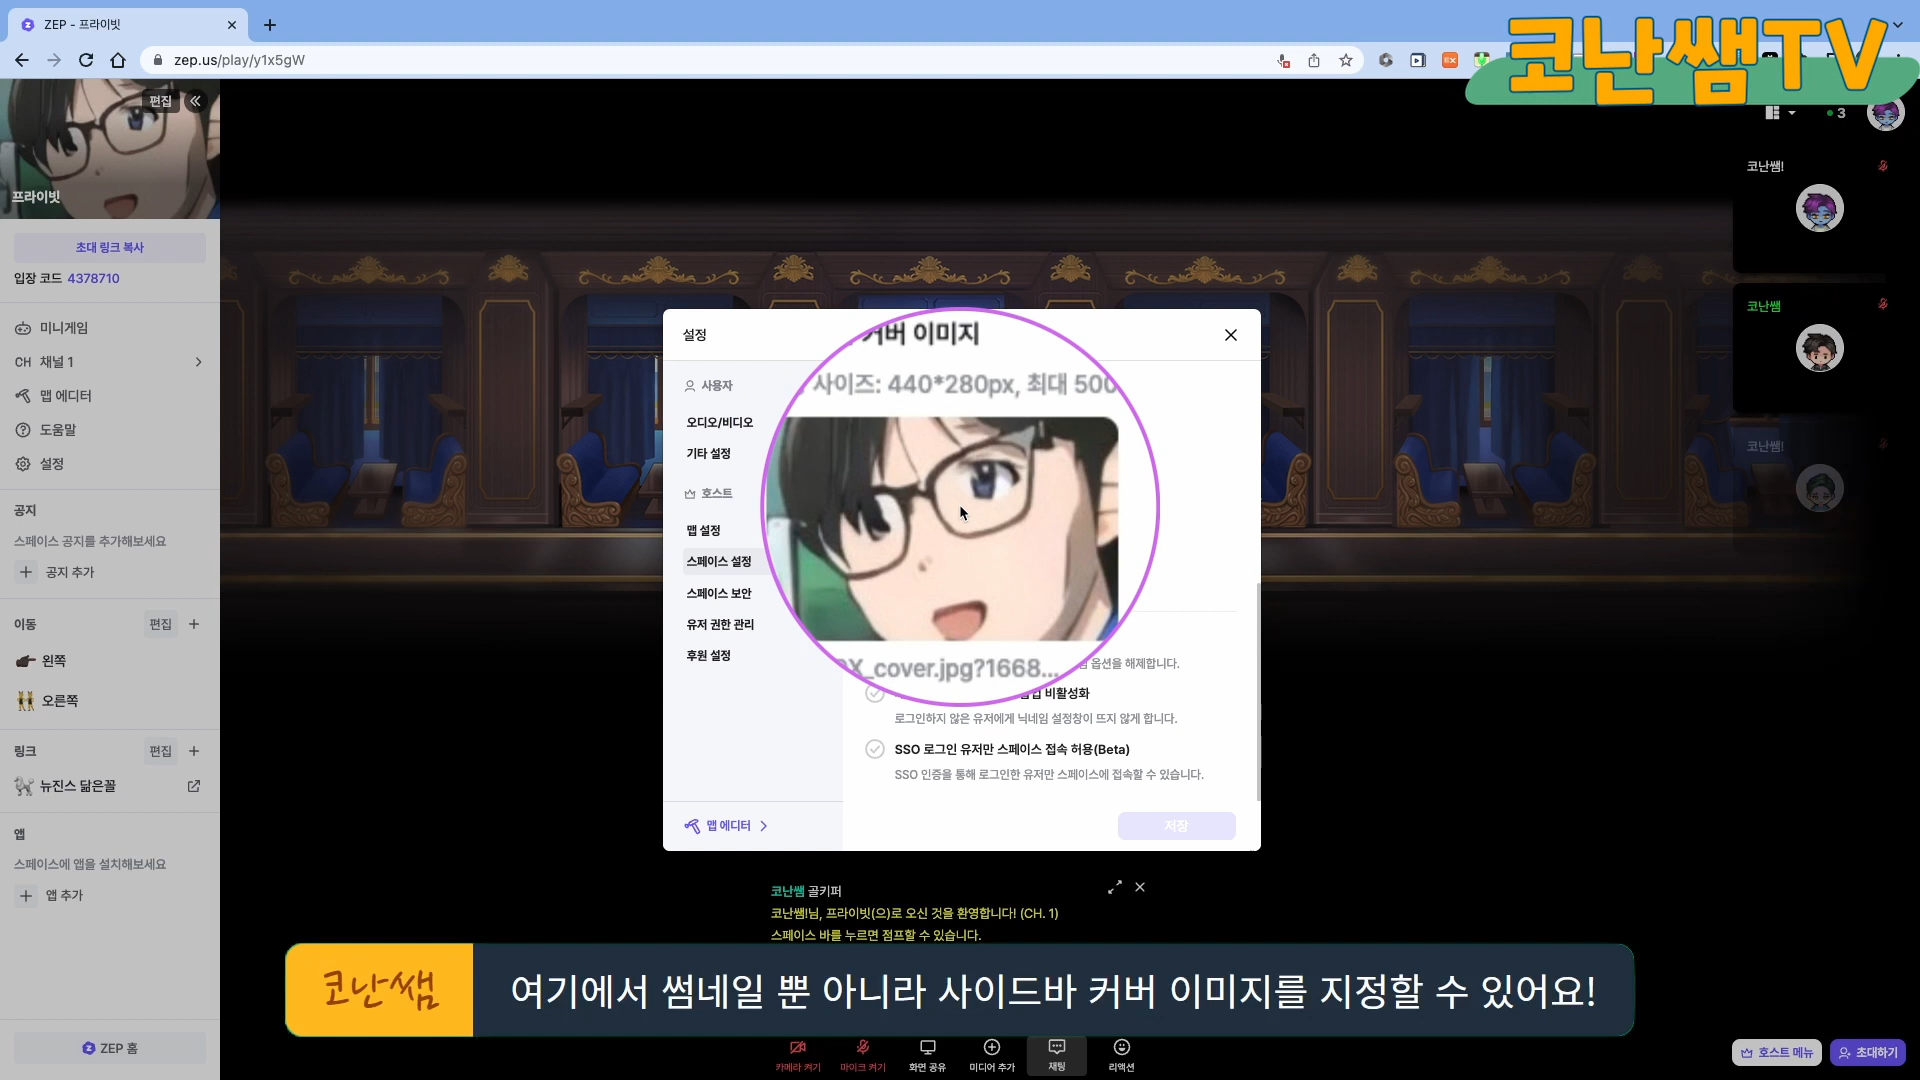 ZEP - 프라이빗
zep.us/play/y1x5gW
코난쌤TV
편집
프라이빗
초대 링크 복사
입장 코드 4378710
미니게임
CH 채널 1
맵 에디터
도움말
설정
공지
스페이스 공지를 추가해보세요
공지 추가
이동 편집
왼쪽
오른쪽
링크 편집
뉴진스 닮은꼴
앱
스페이스에 앱을 설치해보세요
앱 추가
ZEP 홈
설정
사용자
오디오/비디오
기타 설정
호스트
맵 설정
스페이스 설정
스페이스 보안
유저 권한 관리
후원 설정
맵 에디터
커버 이미지
사이즈: 440*280px, 최대 500
X_cover.jpg?1668...
옵션을 해제합니다.
비활성화
로그인하지 않은 유저에게 닉네임 설정창이 뜨지 않게 합니다.
SSO 로그인 유저만 스페이스 접속 허용(Beta)
SSO 인증을 통해 로그인한 유저만 스페이스에 접속할 수 있습니다.
저장
3
코난쌤!
코난쌤
코난쌤!
코난쌤 골키퍼
코난쌤!님, 프라이빗(으)로 오신 것을 환영합니다! (CH. 1)
스페이스 바를 누르면 점프할 수 있습니다.
코난쌤
여기에서 썸네일 뿐 아니라 사이드바 커버 이미지를 지정할 수 있어요!
카메라 켜기
마이크 켜기
화면 공유
미디어 추가
채팅
리액션
호스트 메뉴
초대하기